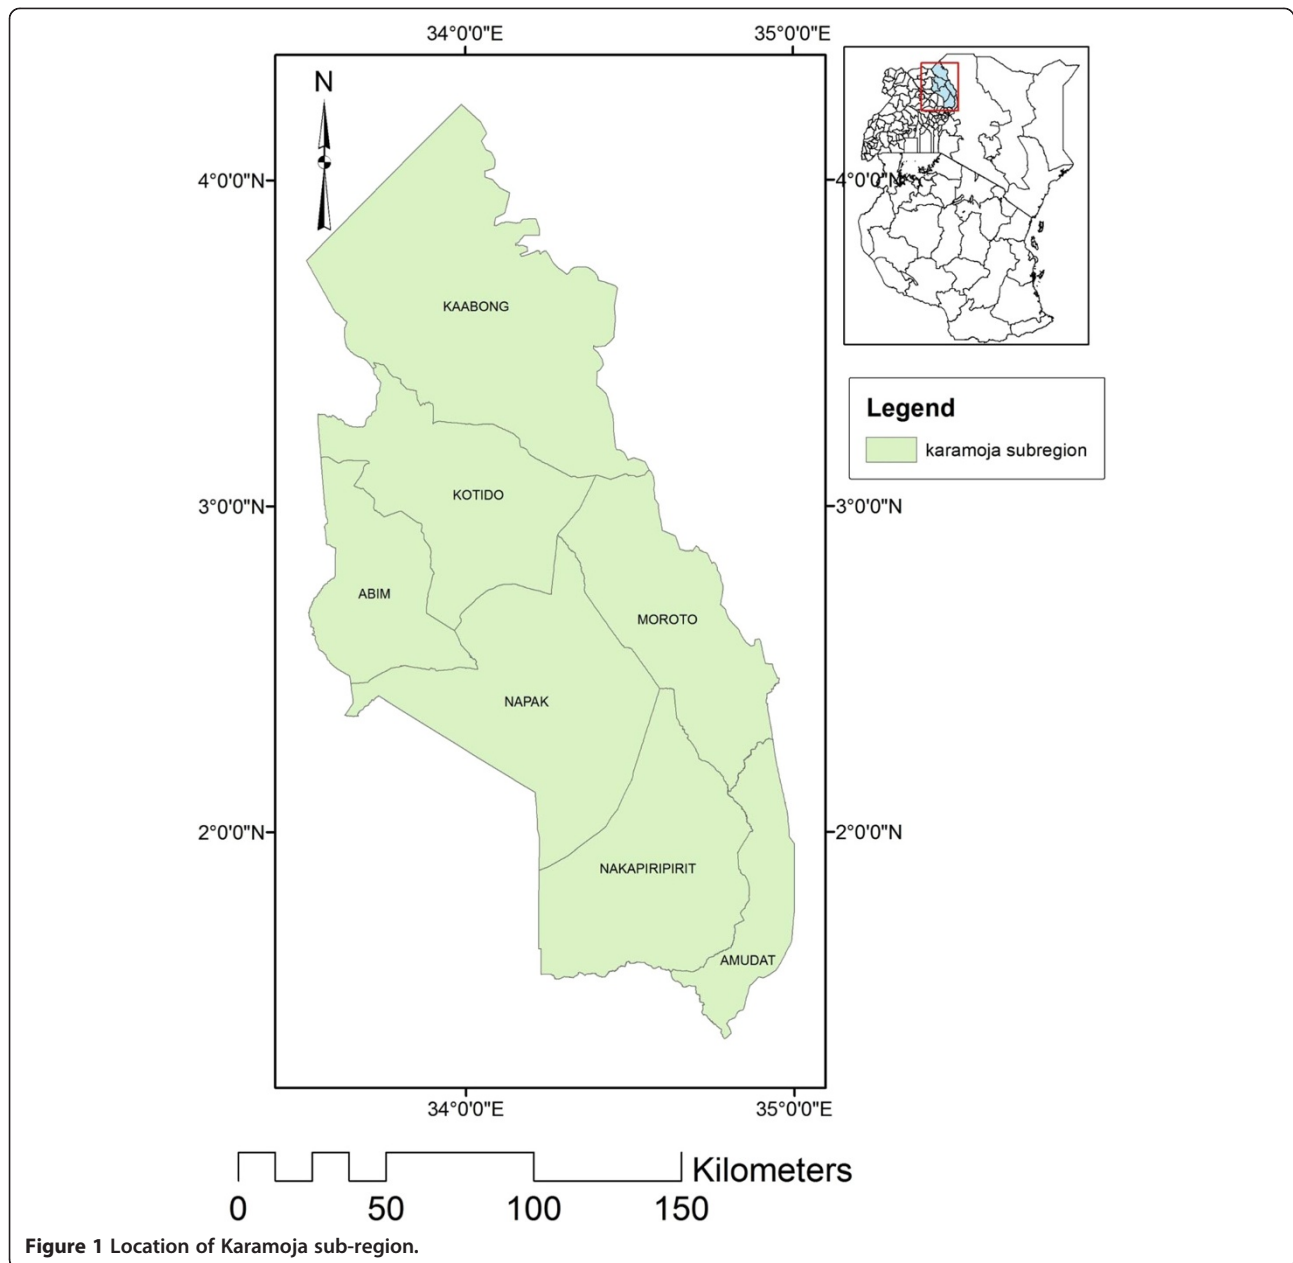 34°0'0"E 35°0'0"E
N
4°0'0"N 4°0'0"N
KAABONG
Legend
karamoja subregion
KOTIDO
3°0'0"N 3°0'0"N
ABIM
MOROTO
NAPAK
2°0'0"N 2°0'0"N
NAKAPIRIPIRIT
AMUDAT
34°0'0"E 35°0'0"E
Kilometers
0 50 100 150
Figure 1 Location of Karamoja sub-region.